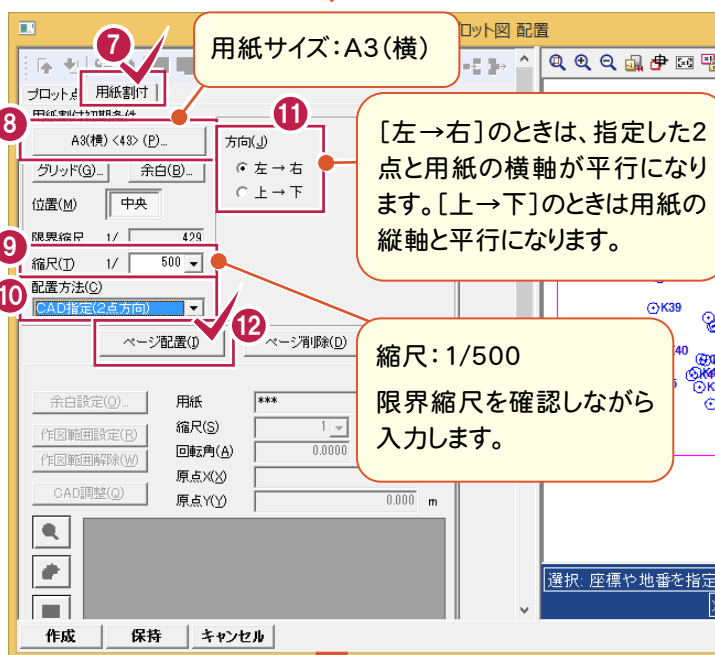 プロット図 配置
7
用紙サイズ：A3（横）
プロット点
用紙割付
用紙割付初期条件
8
A3(横) <43> (P)...
11
方向(J)
左→右
上→下
［左→右］のときは、指定した2
点と用紙の横軸が平行になり
ます。［上→下］のときは用紙の
縦軸と平行になります。
グリッド(G)...
余白(B)...
位置(M)
中央
限界縮尺 1/ 429
9
縮尺(T) 1/ 500
10
配置方法(C)
CAD指定(2点方向)
12
ページ配置(I)
ページ削除(D)
縮尺：1/500
限界縮尺を確認しながら
入力します。
K39
余白設定(O)...
作図範囲設定(R)
作図範囲解除(W)
CAD調整(Q)
用紙 ***
縮尺(S) 1
回転角(A) 0.0000
原点X(X)
原点Y(Y) 0.000 m
選択: 座標や地番を指定
作成
保持
キャンセル